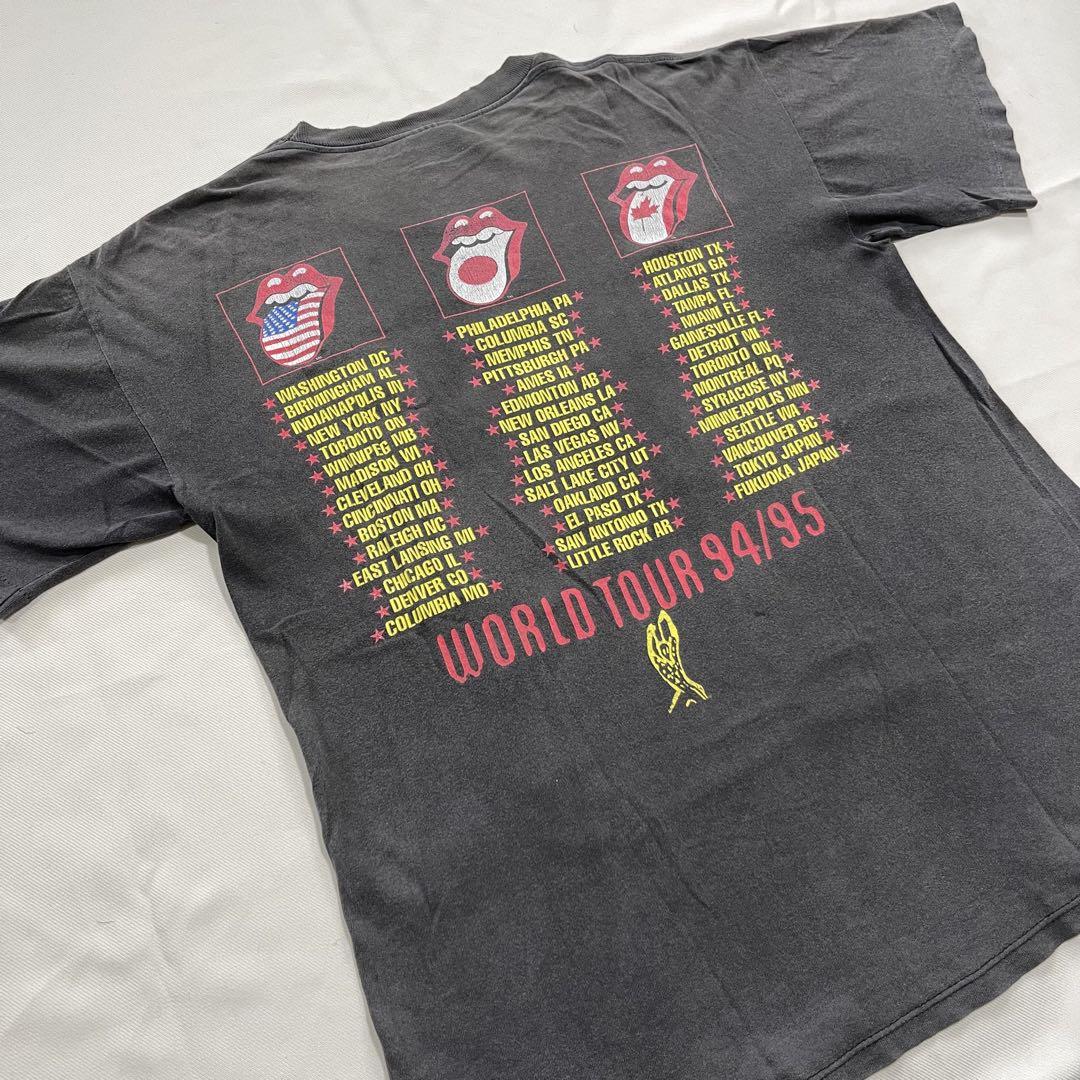 WASHINGTON DC
BIRMINGHAM AL
INDIANAPOLIS IN
NEW YORK NY
TORONTO ON
WINNIPEG MB
MADISON WI
CLEVELAND OH
CINCINNATI OH
BOSTON MA
RALEIGH NC
EAST LANSING MI
CHICAGO IL
DENVER CO
COLUMBIA MO
PHILADELPHIA PA
COLUMBIA SC
MEMPHIS TN
PITTSBURGH PA
AMES IA
EDMONTON AB
NEW ORLEANS LA
SAN DIEGO CA
LAS VEGAS NV
LOS ANGELES CA
SALT LAKE CITY UT
OAKLAND CA
EL PASO TX
SAN ANTONIO TX
LITTLE ROCK AR
HOUSTON TX
ATLANTA GA
DALLAS TX
TAMPA FL
MIAMI FL
GAINESVILLE FL
DETROIT MI
TORONTO ON
MONTREAL PQ
SYRACUSE NY
MINNEAPOLIS MN
SEATTLE WA
VANCOUVER BC
TOKYO JAPAN
FUKUOKA JAPAN
WORLD TOUR 94/95